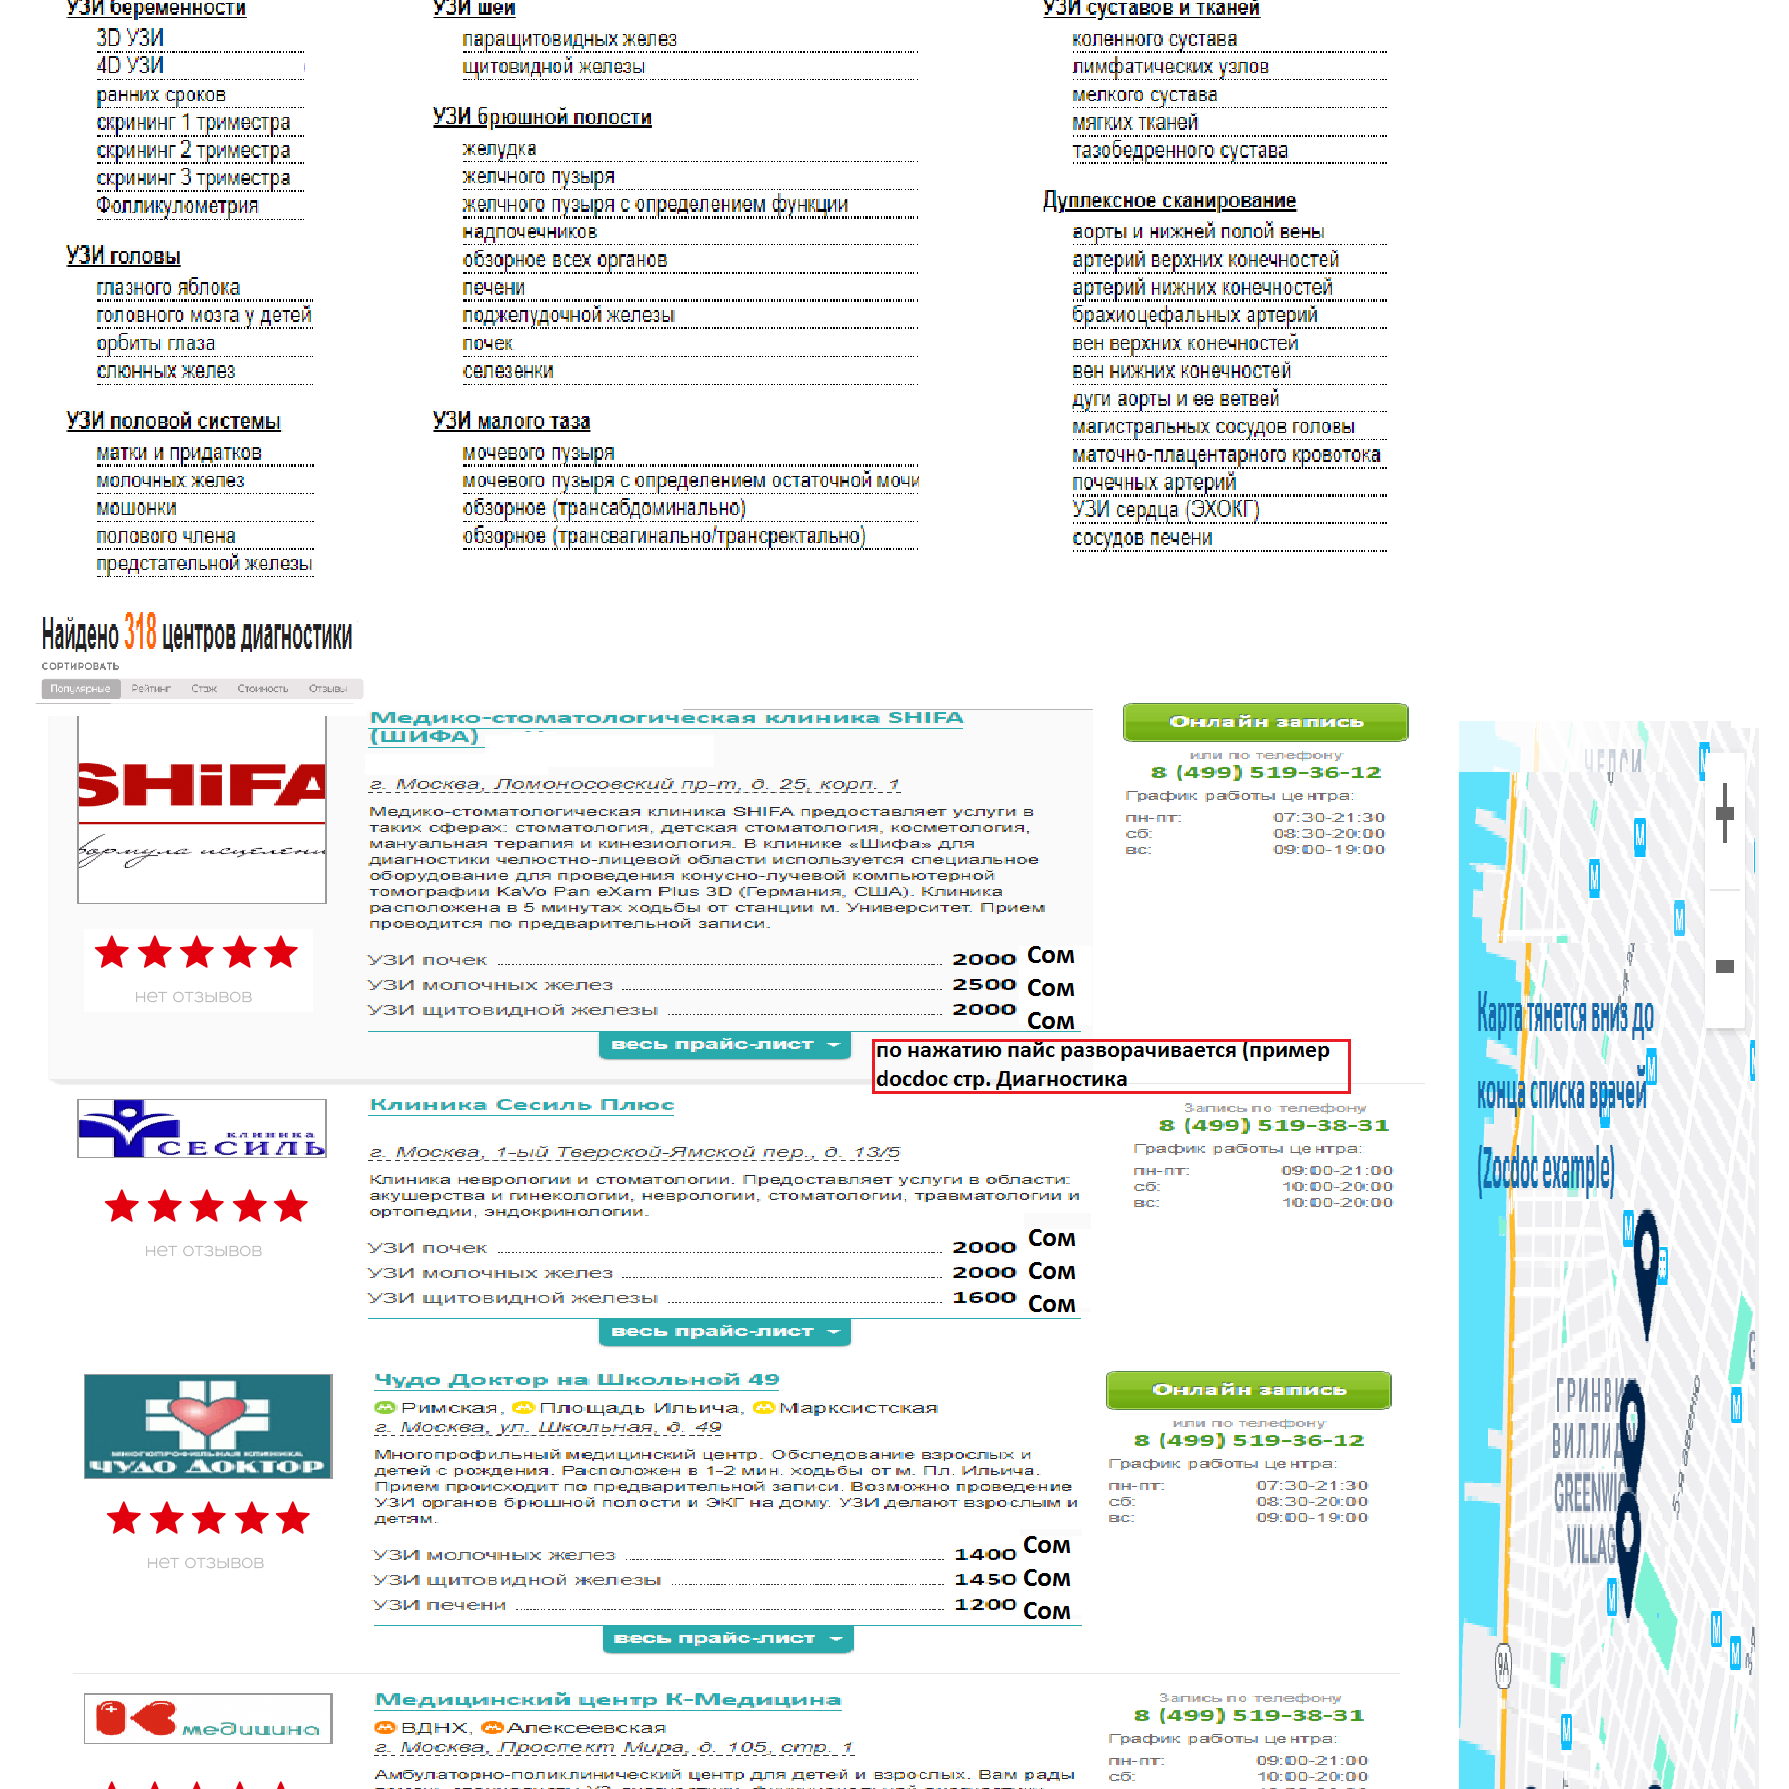 УЗИ беременности
3D УЗИ
4D УЗИ
ранних сроков
скрининг 1 триместра
скрининг 2 триместра
скрининг 3 триместра
Фолликулометрия
УЗИ головы
глазного яблока
головного мозга у детей
орбиты глаза
слюнных желез
УЗИ половой системы
матки и придатков
молочных желез
мошонки
полового члена
предстательной железы
УЗИ шеи
паращитовидных желез
щитовидной железы
УЗИ брюшной полости
желудка
желчного пузыря
желчного пузыря с определением функции
надпочечников
обзорное всех органов
печени
поджелудочной железы
почек
селезенки
УЗИ малого таза
мочевого пузыря
мочевого пузыря с определением остаточной мочи
обзорное (трансабдоминально)
обзорное (трансвагинально/трансректально)
УЗИ суставов и тканей
коленного сустава
лимфатических узлов
мелкого сустава
мягких тканей
тазобедренного сустава
Дуплексное сканирование
аорты и нижней полой вены
артерий верхних конечностей
артерий нижних конечностей
брахиоцефальных артерий
вен верхних конечностей
вен нижних конечностей
дуги аорты и ее ветвей
магистральных сосудов головы
маточно-плацентарного кровотока
почечных артерий
УЗИ сердца (ЭХОКГ)
сосудов печени
Найдено 318 центров диагностики
СОРТИРОВАТЬ
Популярные Рейтинг Стаж Стоимость Отзывы
SHiFA
формула исцеления
нет отзывов
Медико-стоматологическая клиника SHIFA
(ШИФА)
г. Москва, Ломоносовский пр-т, д. 25, корп. 1
Медико-стоматологическая клиника SHIFA предоставляет услуги в
таких сферах: стоматология, детская стоматология, косметология,
мануальная терапия и кинезиология. В клинике «Шифа» для
диагностики челюстно-лицевой области используется специальное
оборудование для проведения конусно-лучевой компьютерной
томографии KaVo Pan eXam Plus 3D (Германия, США). Клиника
расположена в 5 минутах ходьбы от станции м. Университет. Прием
проводится по предварительной записи.
УЗИ почек 2000 Сом
УЗИ молочных желез 2500 Сом
УЗИ щитовидной железы 2000 Сом
весь прайс-лист
по нажатию пайс разворачивается (пример
docdoc стр. Диагностика
Онлайн запись
или по телефону
8 (499) 519-36-12
График работы центра:
пн-пт: 07:30-21:30
сб: 08:30-20:00
вс: 09:00-19:00
клиника
СЕСИЛЬ
нет отзывов
Клиника Сесиль Плюс
г. Москва, 1-ый Тверской-Ямской пер., д. 13/5
Клиника неврологии и стоматологии. Предоставляет услуги в области:
акушерства и гинекологии, неврологии, стоматологии, травматологии и
ортопедии, эндокринологии.
УЗИ почек 2000 Сом
УЗИ молочных желез 2000 Сом
УЗИ щитовидной железы 1600 Сом
весь прайс-лист
Запись по телефону
8 (499) 519-38-31
График работы центра:
пн-пт: 09:00-21:00
сб: 10:00-20:00
вс: 10:00-20:00
МНОГОПРОФИЛЬНАЯ КЛИНИКА
ЧУДО ДОКТОР
нет отзывов
Чудо Доктор на Школьной 49
Римская, Площадь Ильича, Марксистская
г. Москва, ул. Школьная, д. 49
Многопрофильный медицинский центр. Обследование взрослых и
детей с рождения. Расположен в 1-2 мин. ходьбы от м. Пл. Ильича.
Прием происходит по предварительной записи. Возможно проведение
УЗИ органов брюшной полости и ЭКГ на дому. УЗИ делают взрослым и
детям.
УЗИ молочных желез 1400 Сом
УЗИ щитовидной железы 1450 Сом
УЗИ печени 1200 Сом
весь прайс-лист
Онлайн запись
или по телефону
8 (499) 519-36-12
График работы центра:
пн-пт: 07:30-21:30
сб: 08:30-20:00
вс: 09:00-19:00
медицина
Медицинский центр К-Медицина
ВДНХ, Алексеевская
г. Москва, Проспект Мира, д. 105, стр. 1
Амбулаторно-поликлинический центр для детей и взрослых. Вам рады
Запись по телефону
8 (499) 519-38-31
График работы центра:
пн-пт: 09:00-21:00
сб: 10:00-20:00
ЧЕЛСИ
Карта тянется вниз до
конца списка врачей
(Zocdoc example)
ГРИНВИ
ВИЛЛИД
GREENWIC
VILLAG
5-Я АВЕНЮ
9A